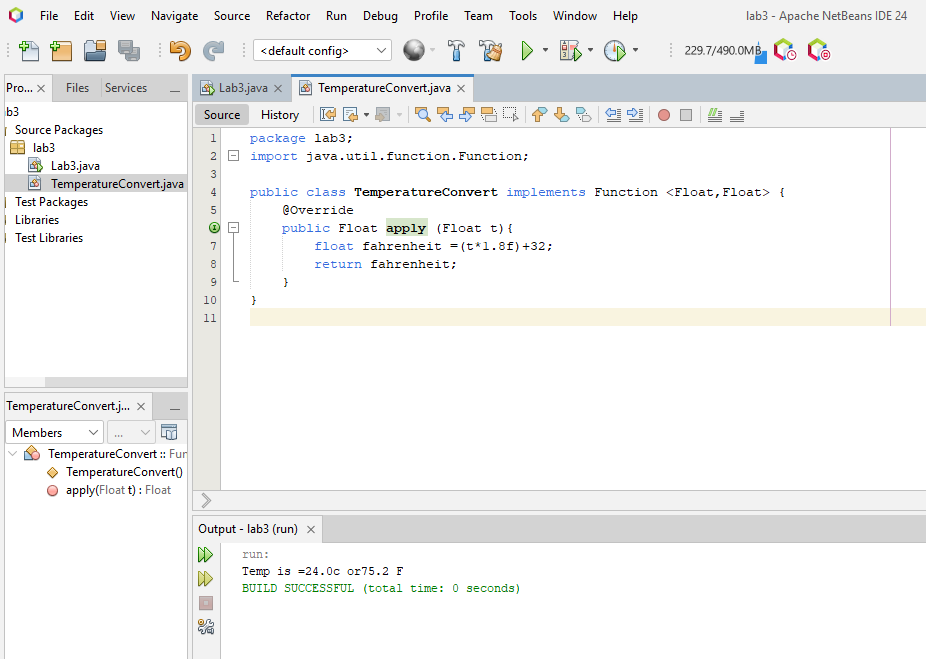 File Edit View Navigate Source Refactor Run Debug Profile Team Tools Window Help lab3 - Apache NetBeans IDE 24
<default config> 229.7/490.0MB
Pro... Files Services Lab3.java TemperatureConvert.java
Source History
b3
Source Packages
lab3
Lab3.java
TemperatureConvert.java
Test Packages
Libraries
Test Libraries
1 package lab3;
2 import java.util.function.Function;
3
4 public class TemperatureConvert implements Function <Float,Float> {
5 @Override
public Float apply (Float t){
7 float fahrenheit =(t*1.8f)+32;
8 return fahrenheit;
9 }
10 }
11
TemperatureConvert.j...
Members ...
TemperatureConvert :: Fun
TemperatureConvert()
apply(Float t) : Float
Output - lab3 (run)
run:
Temp is =24.0c or75.2 F
BUILD SUCCESSFUL (total time: 0 seconds)